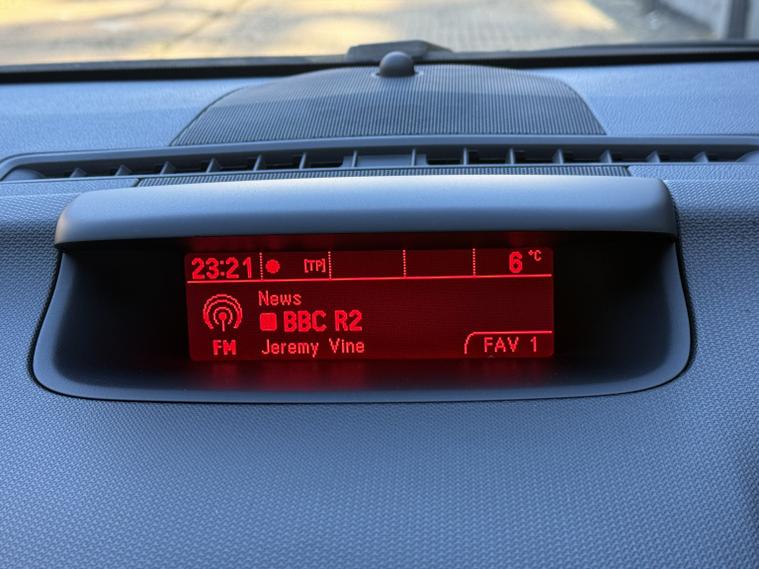 23:21 [TP] 6 °C
News
BBC R2
FM Jeremy Vine FAV 1